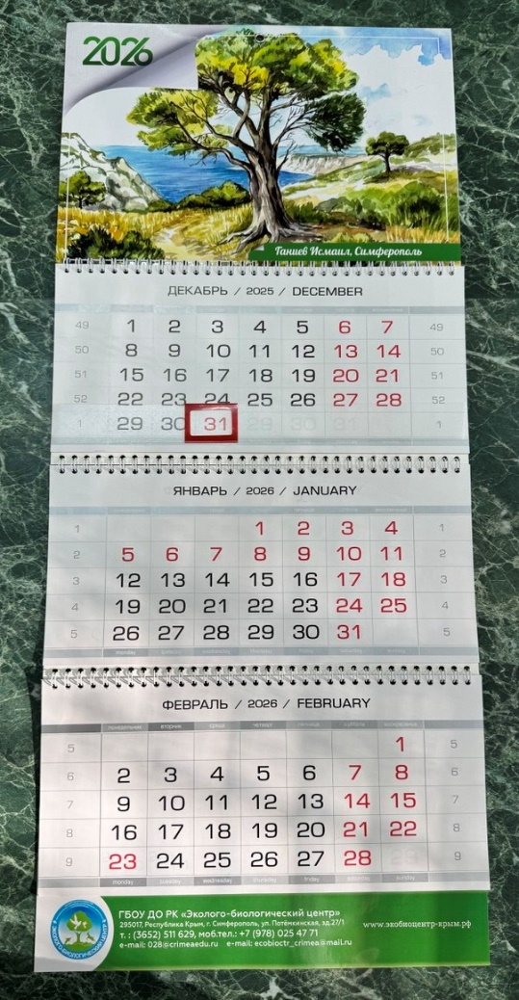 2026
Ганиев Исмаил, Симферополь
ДЕКАБРЬ / 2025 / DECEMBER
49 1 2 3 4 5 6 7 49
50 8 9 10 11 12 13 14 50
51 15 16 17 18 19 20 21 51
52 22 23 24 25 26 27 28 52
1 29 30 31 29 30 31 1
ЯНВАРЬ / 2026 / JANUARY
1 1 2 3 4 1
2 5 6 7 8 9 10 11 2
3 12 13 14 15 16 17 18 3
4 19 20 21 22 23 24 25 4
5 26 27 28 29 30 31 5
monday tuesday wednesday thursday friday saturday sunday
ФЕВРАЛЬ / 2026 / FEBRUARY
понедельник вторник среда четверг пятница суббота воскресенье
5 1 5
6 2 3 4 5 6 7 8 6
7 9 10 11 12 13 14 15 7
8 16 17 18 19 20 21 22 8
9 23 24 25 26 27 28 9
monday tuesday wednesday thursday friday saturday sunday
ЭКОЛОГО-БИОЛОГИЧЕСКИЙ ЦЕНТР
ГБОУ ДО РК «Эколого-биологический центр»
295017, Республика Крым, г. Симферополь, ул. Потёмкинская, зд.27/1
т. : (3652) 511 629, моб.тел.: +7 (978) 025 47 71
e-mail: 028@crimeaedu.ru e-mail: ecobioctr_crimea@mail.ru
www.экобиоцентр-крым.рф